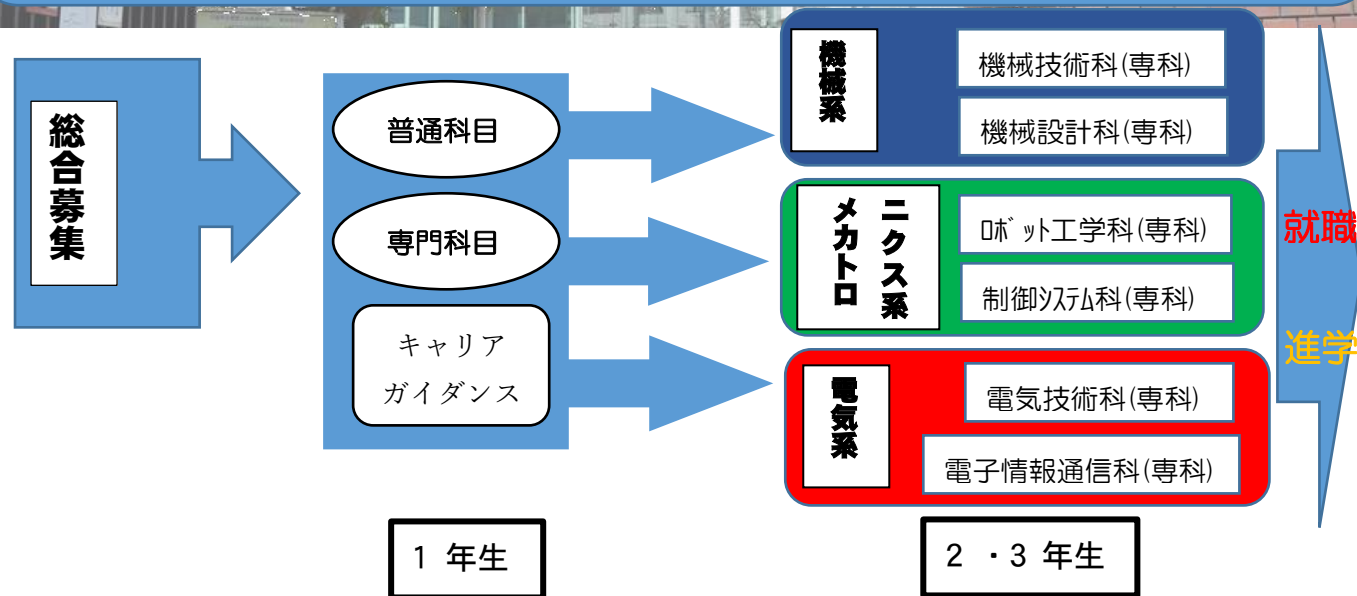 総合募集
普通科目
専門科目
キャリア
ガイダンス
1 年生
機械系
機械技術科(専科)
機械設計科(専科)
メカトロ
ニクス系
ﾛﾎﾞｯﾄ工学科(専科)
制御ｼｽﾃﾑ科(専科)
電気系
電気技術科(専科)
電子情報通信科(専科)
2 ・3 年生
就職
進学